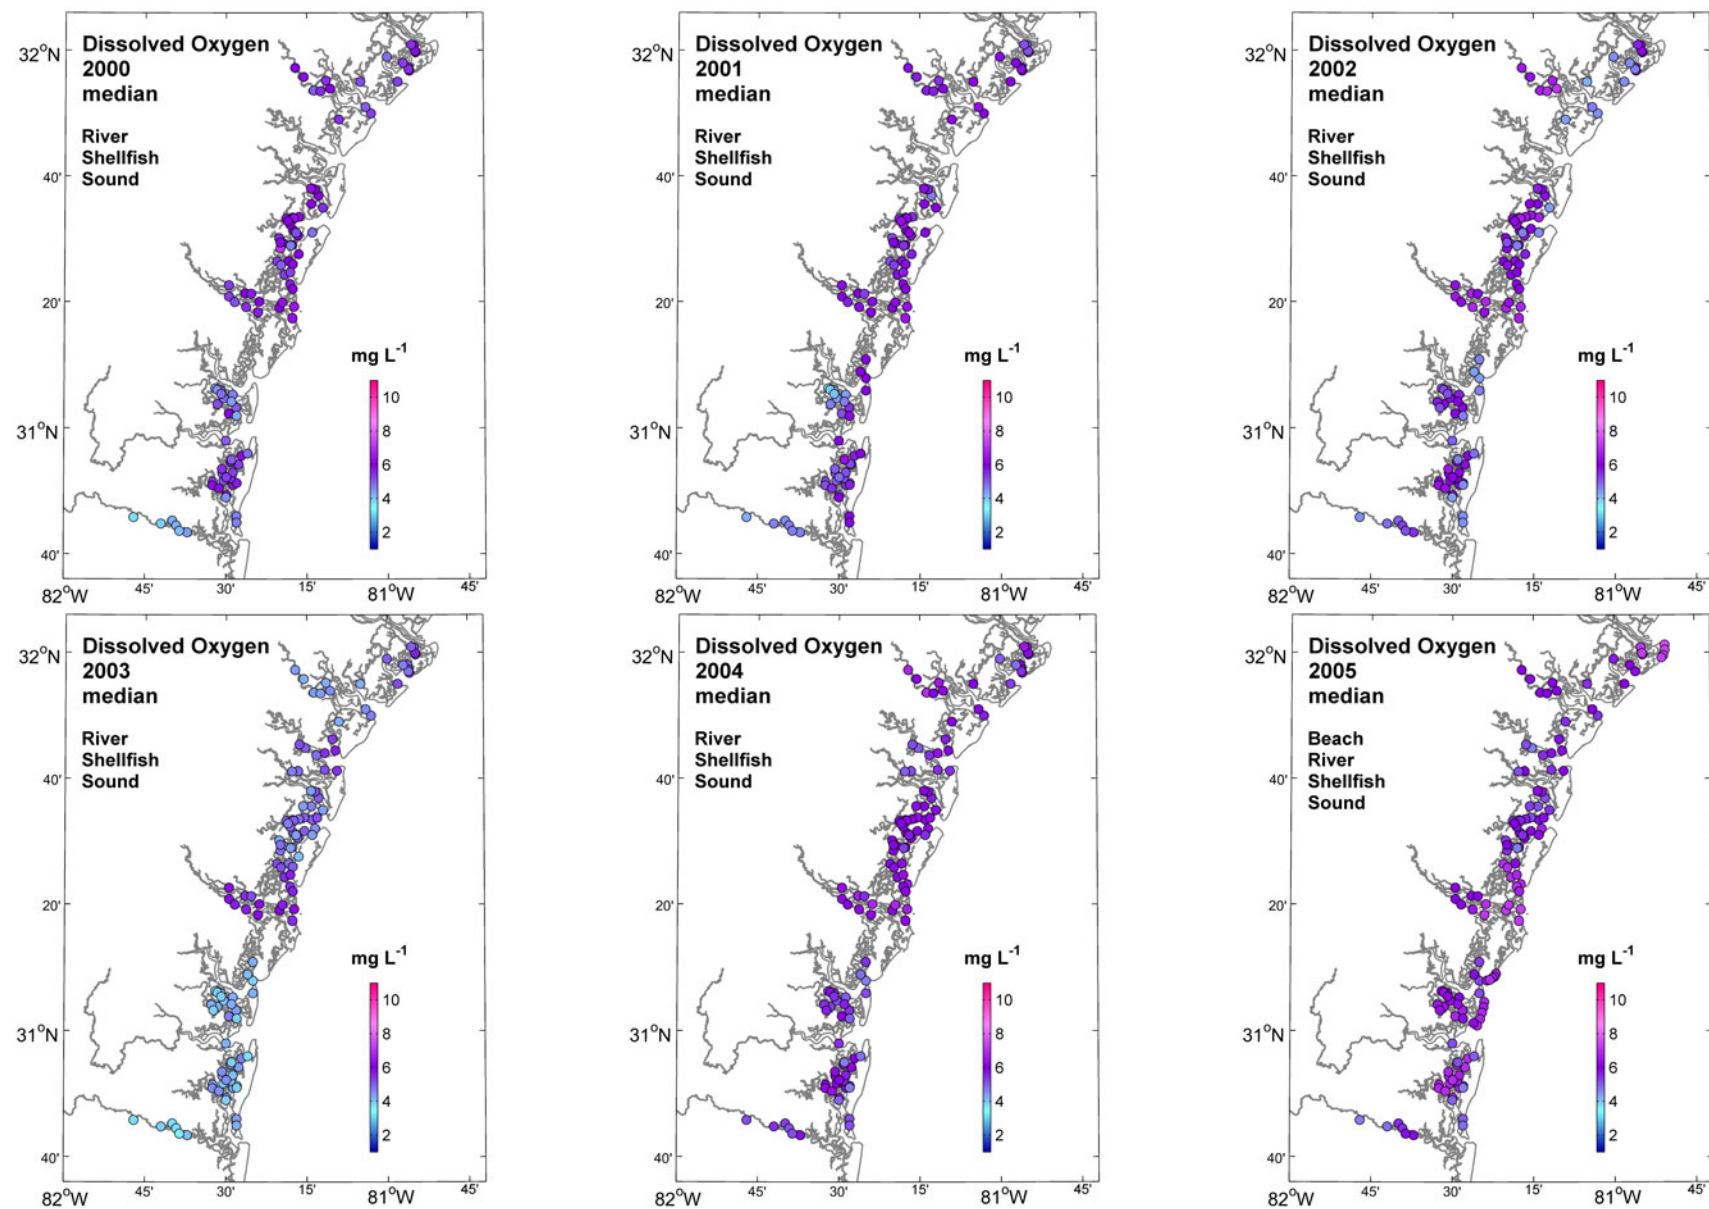 Dissolved Oxygen
2000
median
River
Shellfish
Sound
32°N
40'
20'
31°N
40'
82°W
45'
30'
15'
81°W
45'
mg L⁻¹
10
8
6
4
2
Dissolved Oxygen
2001
median
River
Shellfish
Sound
32°N
40'
20'
31°N
40'
82°W
45'
30'
15'
81°W
45'
mg L⁻¹
10
8
6
4
2
Dissolved Oxygen
2002
median
River
Shellfish
Sound
32°N
40'
20'
31°N
40'
82°W
45'
30'
15'
81°W
45'
mg L⁻¹
10
8
6
4
2
Dissolved Oxygen
2003
median
River
Shellfish
Sound
32°N
40'
20'
31°N
40'
82°W
45'
30'
15'
81°W
45'
mg L⁻¹
10
8
6
4
2
Dissolved Oxygen
2004
median
River
Shellfish
Sound
32°N
40'
20'
31°N
40'
82°W
45'
30'
15'
81°W
45'
mg L⁻¹
10
8
6
4
2
Dissolved Oxygen
2005
median
Beach
River
Shellfish
Sound
32°N
40'
20'
31°N
40'
82°W
45'
30'
15'
81°W
45'
mg L⁻¹
10
8
6
4
2